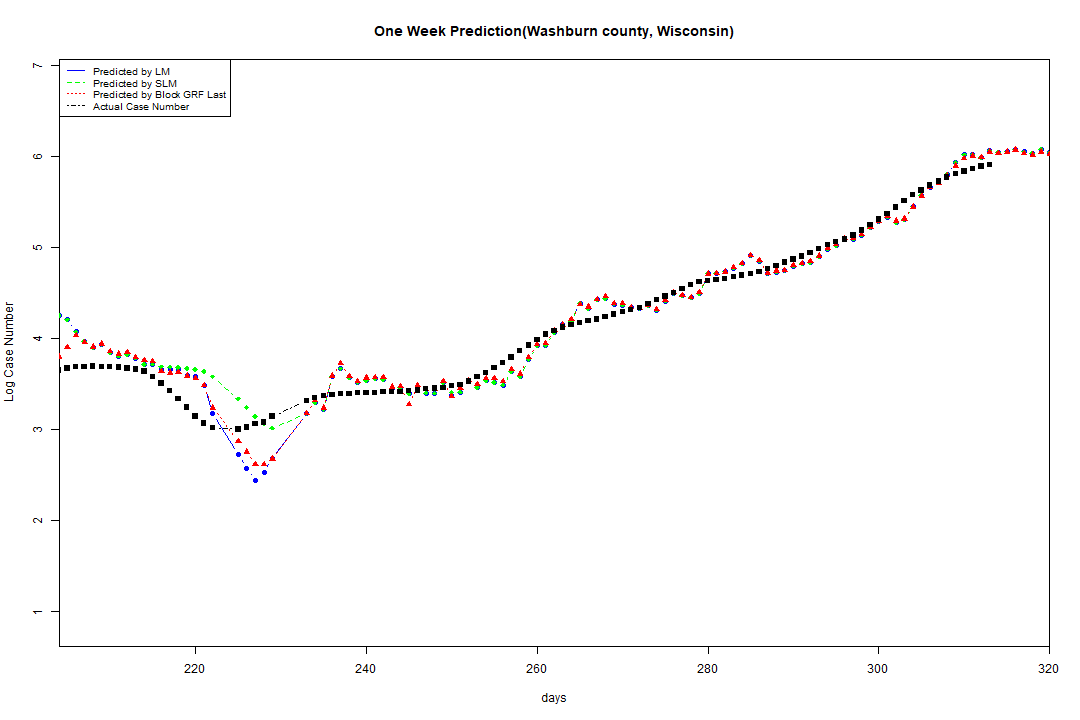 One Week Prediction(Washburn county, Wisconsin)
Predicted by LM
Predicted by SLM
Predicted by Block GRF Last
Actual Case Number
7
6
5
4
3
2
1
Log Case Number
220 240 260 280 300 320
days